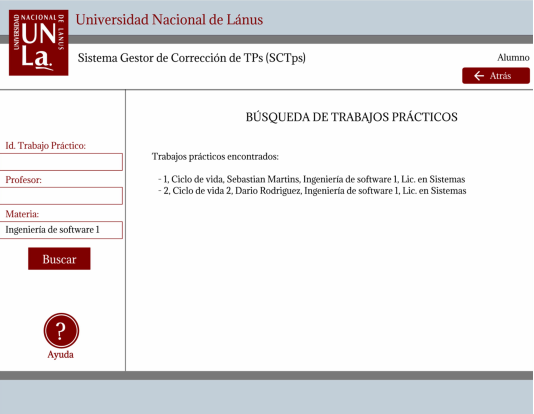 UNIVERSIDAD NACIONAL DE LANUS
UN
La.
Universidad Nacional de Lánus
Sistema Gestor de Corrección de TPs (SCTps)
Alumno
Atrás
BÚSQUEDA DE TRABAJOS PRÁCTICOS
Id. Trabajo Práctico:
Profesor:
Materia:
Ingeniería de software 1
Buscar
?
Ayuda
Trabajos prácticos encontrados:
- 1, Ciclo de vida, Sebastian Martins, Ingeniería de software 1, Lic. en Sistemas
- 2, Ciclo de vida 2, Dario Rodriguez, Ingeniería de software 1, Lic. en Sistemas